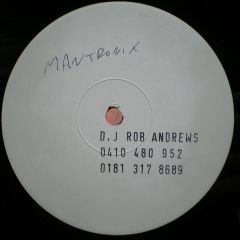 MANTRONIX
D.J ROB ANDREWS
0410 480 952
0181 317 8689